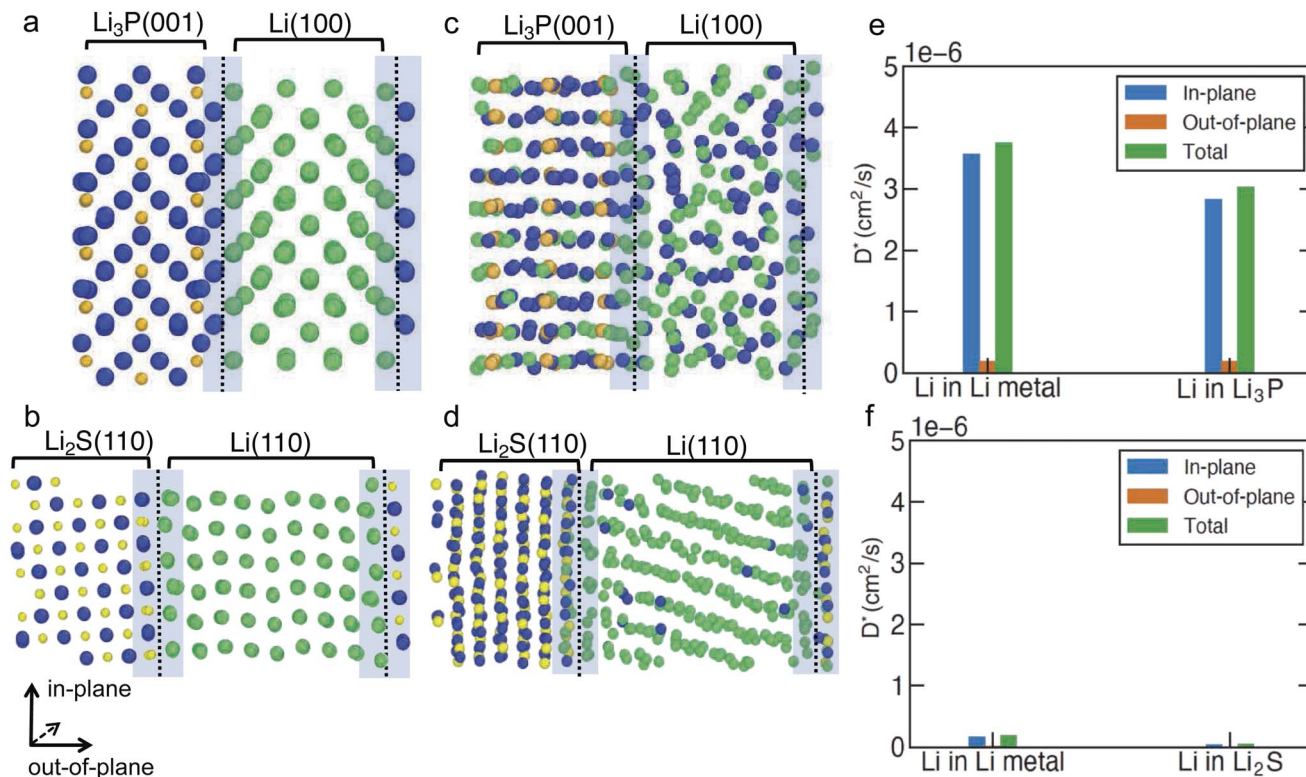 a
Li₃P(001)
Li(100)
b
Li₂S(110)
Li(110)
in-plane
out-of-plane
c
Li₃P(001)
Li(100)
d
Li₂S(110)
Li(110)
e
1e-6
5
4
3
2
1
0
D* (cm²/s)
In-plane
Out-of-plane
Total
Li in Li metal
Li in Li₃P
f
1e-6
5
4
3
2
1
0
D* (cm²/s)
In-plane
Out-of-plane
Total
Li in Li metal
Li in Li₂S